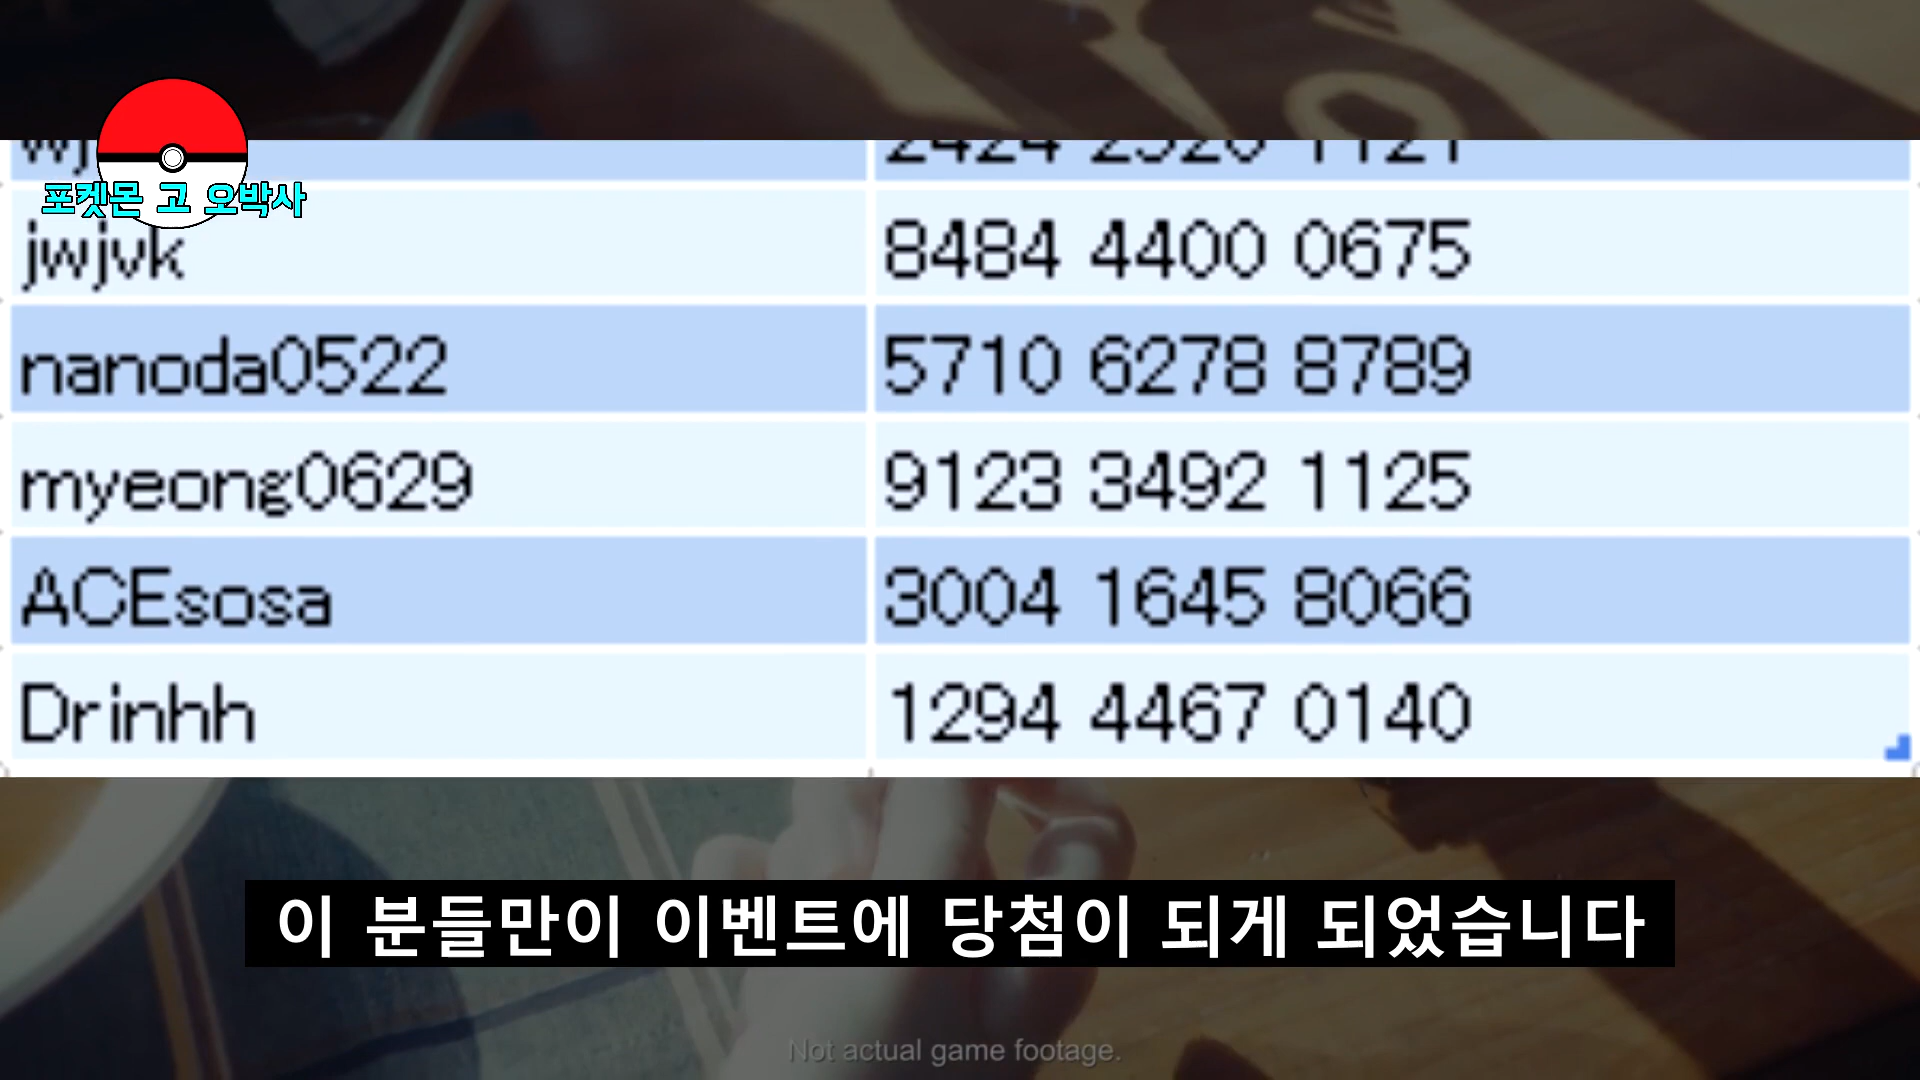 포켓몬 고 오박사
jwjvk 8484 4400 0675
nanoda0522 5710 6278 8789
myeong0629 9123 3492 1125
ACEsosa 3004 1645 8066
Drinhh 1294 4467 0140
이 분들만이 이벤트에 당첨이 되게 되었습니다
Not actual game footage.